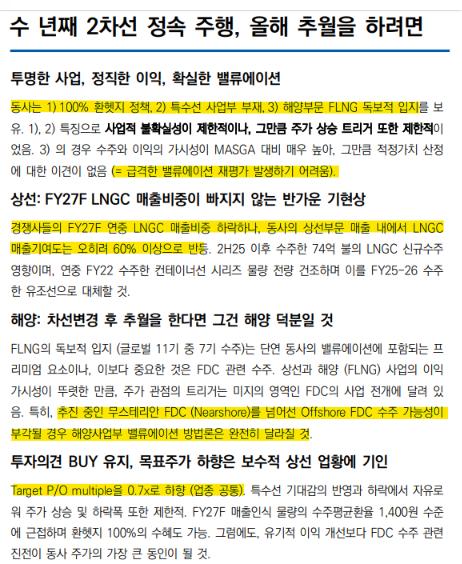 수 년째 2차선 정속 주행, 올해 추월을 하려면
투명한 사업, 정직한 이익, 확실한 밸류에이션
동사는 1) 100% 환헷지 정책, 2) 특수선 사업부 부재, 3) 해양부문 FLNG 독보적 입지를 보
유. 1), 2) 특징으로 사업적 불확실성이 제한적이나, 그만큼 주가 상승 트리거 또한 제한적이
었음. 3) 의 경우 수주와 이익의 가시성이 MASGA 대비 매우 높아, 그만큼 적정가치 산정
에 대한 이견이 없음 (= 급격한 밸류에이션 재평가 발생하기 어려움).
상선: FY27F LNGC 매출비중이 빠지지 않는 반가운 기현상
경쟁사들의 FY27F 연중 LNGC 매출비중 하락하나, 동사의 상선부문 매출 내에서 LNGC
매출기여도는 오히려 60% 이상으로 반등. 2H25 이후 수주한 74억 불의 LNGC 신규수주
영향이며, 연중 FY22 수주한 컨테이너선 시리즈 물량 전량 건조하며 이를 FY25-26 수주
한 유조선으로 대체할 것.
해양: 차선변경 후 추월을 한다면 그건 해양 덕분일 것
FLNG의 독보적 입지 (글로벌 11기 중 7기 수주)는 단연 동사의 밸류에이션에 포함되는 프
리미엄 요소이나, 이보다 중요한 것은 FDC 관련 수주. 상선과 해양 (FLNG) 사업의 이익
가시성이 뚜렷한 만큼, 주가 관점의 트리거는 미지의 영역인 FDC의 사업 전개에 달려 있
음. 특히, 추진 중인 무스테리안 FDC (Nearshore)를 넘어선 Offshore FDC 수주 가능성이
부각될 경우 해양사업부 밸류에이션 방법론은 완전히 달라질 것.
투자의견 BUY 유지, 목표주가 하향은 보수적 상선 업황에 기인
Target P/O multiple을 0.7x로 하향 (업종 공통). 특수선 기대감의 반영과 하락에서 자유로
워 주가 상승 및 하락폭 또한 제한적. FY27F 매출인식 물량의 수주평균환율 1,400원 수준
에 근접하며 환헷지 100%의 수혜도 가능. 그럼에도, 유기적 이익 개선보다 FDC 수주 관련
진전이 동사 주가의 가장 큰 동인이 될 것.